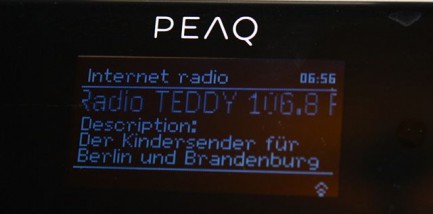 PEAQ
Internet radio 06:56
Radio TEDDY 106.8 F
Description:
Der Kindersender für
Berlin und Brandenburg